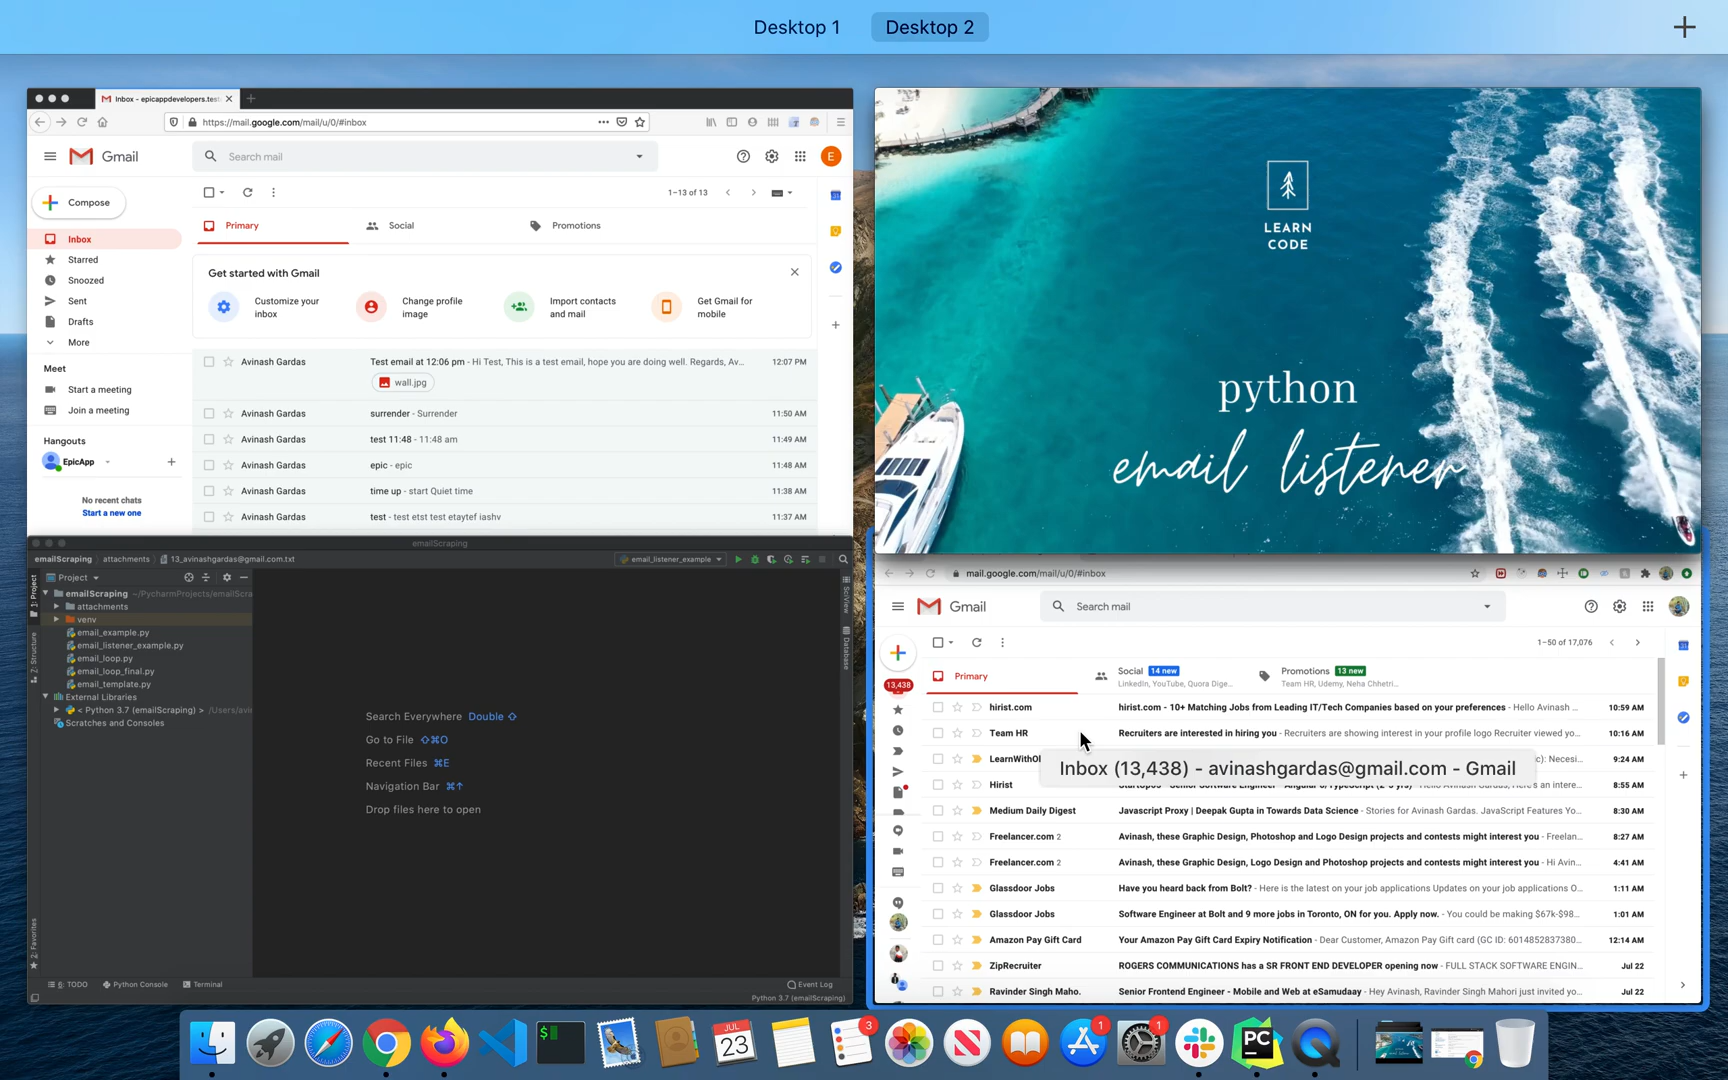 Desktop 1 Desktop 2
Inbox - epicappdevelopers.test
https://mail.google.com/mail/u/0/#inbox
Gmail
Search mail
E
Compose
1–13 of 13
Primary Social Promotions
Inbox
Starred
Snoozed
Sent
Drafts
More
Meet
Start a meeting
Join a meeting
Hangouts
EpicApp
No recent chats
Start a new one
Get started with Gmail
Customize your inbox
Change profile image
Import contacts and mail
Get Gmail for mobile
Avinash Gardas Test email at 12:06 pm - Hi Test, This is a test email, hope you are doing well. Regards, Av... 12:07 PM
wall.jpg
Avinash Gardas surrender - Surrender 11:50 AM
Avinash Gardas test 11:48 - 11:48 am 11:49 AM
Avinash Gardas epic - epic 11:48 AM
Avinash Gardas time up - start Quiet time 11:38 AM
Avinash Gardas test - test etst test etaytef iashv 11:37 AM
LEARN
CODE
python
email listener
emailScraping
emailScraping attachments 13_avinashgardas@gmail.com.txt email_listener_example
Project
emailScraping ~/PycharmProjects/emailScra
attachments
venv
email_example.py
email_listener_example.py
email_loop.py
email_loop_final.py
email_template.py
External Libraries
< Python 3.7 (emailScraping) > /Users/avi
Scratches and Consoles
1: Project
7: Structure
2: Favorites
SciView
Database
Search Everywhere Double ⇧
Go to File ⇧⌘O
Recent Files ⌘E
Navigation Bar ⌘↑
Drop files here to open
6: TODO Python Console Terminal Event Log
Python 3.7 (emailScraping)
mail.google.com/mail/u/0/#inbox
Gmail
Search mail
1–50 of 17,076
13,438
Primary
Social 14 new
LinkedIn, YouTube, Quora Dige...
Promotions 13 new
Team HR, Udemy, Neha Chhetri...
hirist.com hirist.com - 10+ Matching Jobs from Leading IT/Tech Companies based on your preferences - Hello Avinash ... 10:59 AM
Team HR Recruiters are interested in hiring you - Recruiters are showing interest in your profile logo Recruiter viewed yo... 10:16 AM
9:24 AM
Inbox (13,438) - avinashgardas@gmail.com - Gmail
Hirist 8:55 AM
Medium Daily Digest Javascript Proxy | Deepak Gupta in Towards Data Science - Stories for Avinash Gardas. JavaScript Features Yo... 8:30 AM
Freelancer.com 2 Avinash, these Graphic Design, Photoshop and Logo Design projects and contests might interest you - Freelan... 8:27 AM
Freelancer.com 2 Avinash, these Graphic Design, Logo Design and Photoshop projects and contests might interest you - Hi Avin... 4:41 AM
Glassdoor Jobs Have you heard back from Bolt? - Here is the latest on your job applications Updates on your job applications O... 1:11 AM
Glassdoor Jobs Software Engineer at Bolt and 9 more jobs in Toronto, ON for you. Apply now. - You could be making $67k-$98... 1:01 AM
Amazon Pay Gift Card Your Amazon Pay Gift Card Expiry Notification - Dear Customer, Amazon Pay Gift card (GC ID: 6014852837380... 12:14 AM
ZipRecruiter ROGERS COMMUNICATIONS has a SR FRONT END DEVELOPER opening now - FULL STACK SOFTWARE ENGIN... Jul 22
Ravinder Singh Maho. Senior Frontend Engineer - Mobile and Web at eSamudaay - Hey Avinash, Ravinder Singh Mahori just invited yo... Jul 22
$
JUL
23
3
1
1
PC